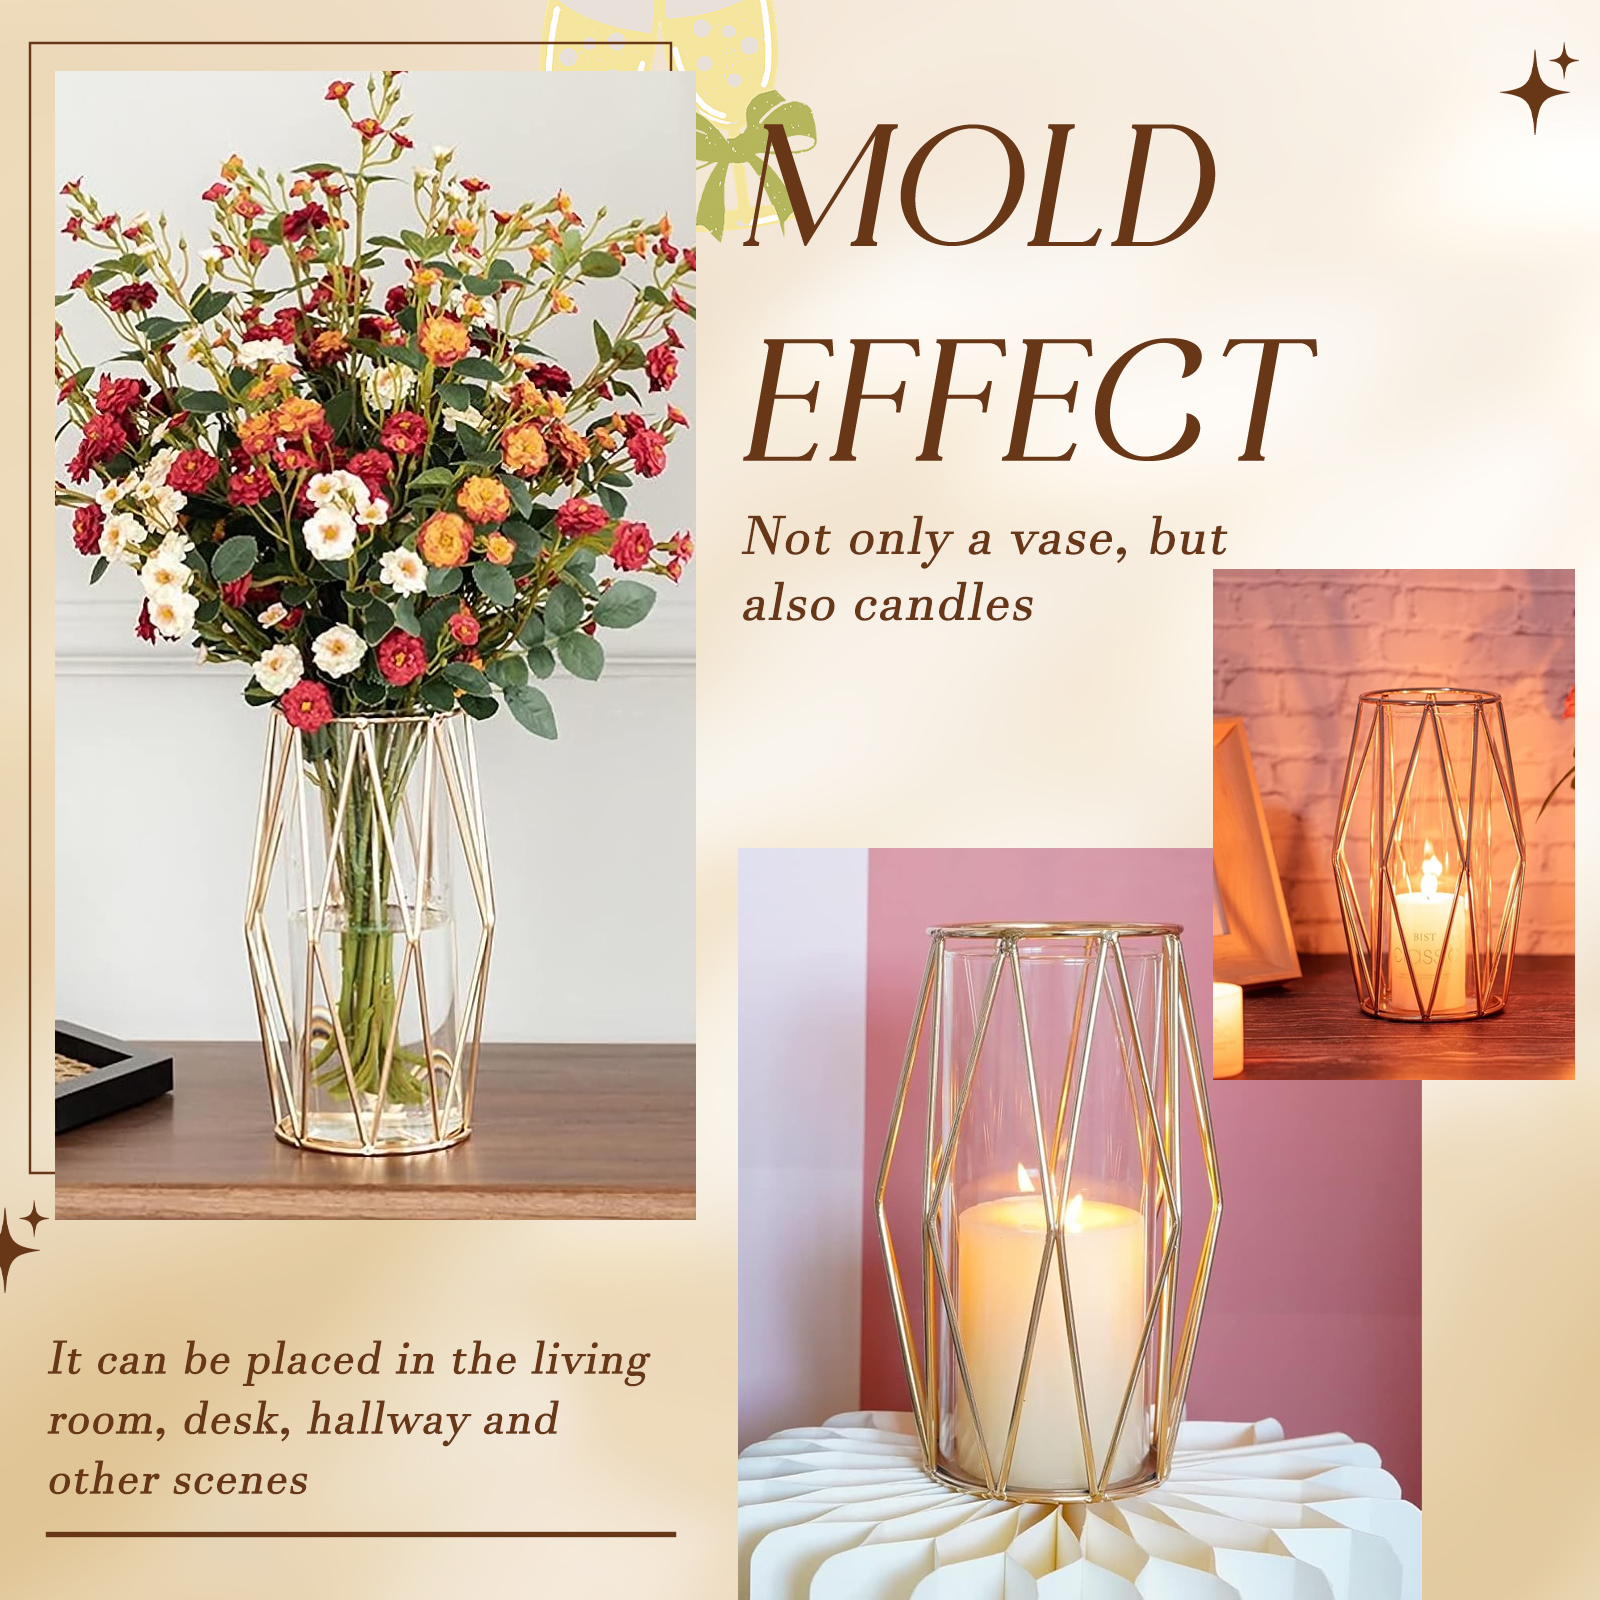 MOLD
EFFECT
Not only a vase, but
also candles
BIST
It can be placed in the living
room, desk, hallway and
other scenes